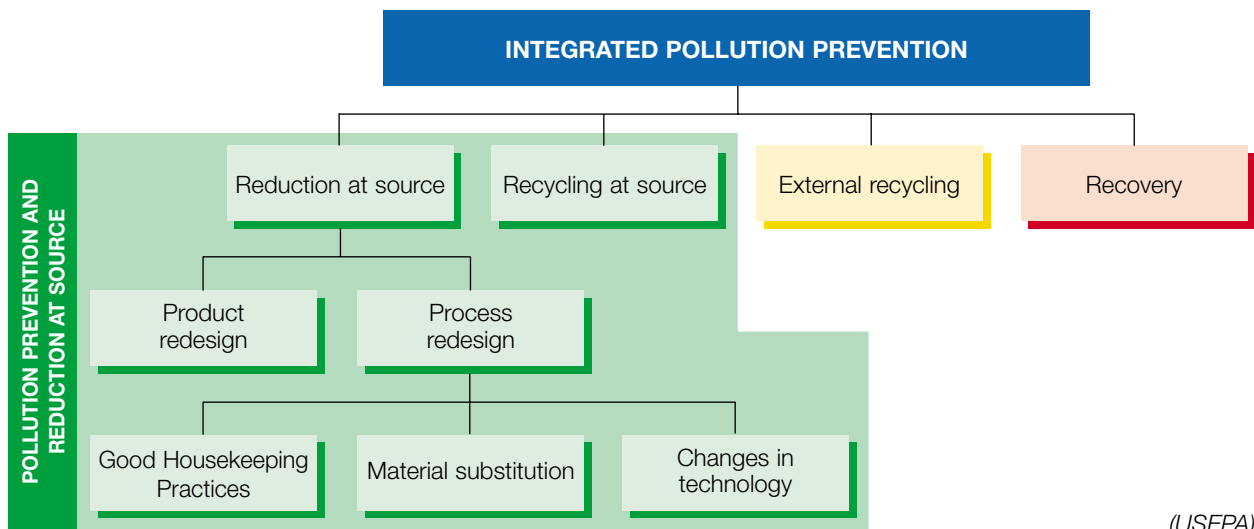 INTEGRATED POLLUTION PREVENTION
POLLUTION PREVENTION AND
REDUCTION AT SOURCE
Reduction at source
Recycling at source
External recycling
Recovery
Product
redesign
Process
redesign
Good Housekeeping
Practices
Material substitution
Changes in
technology
(USEPA)